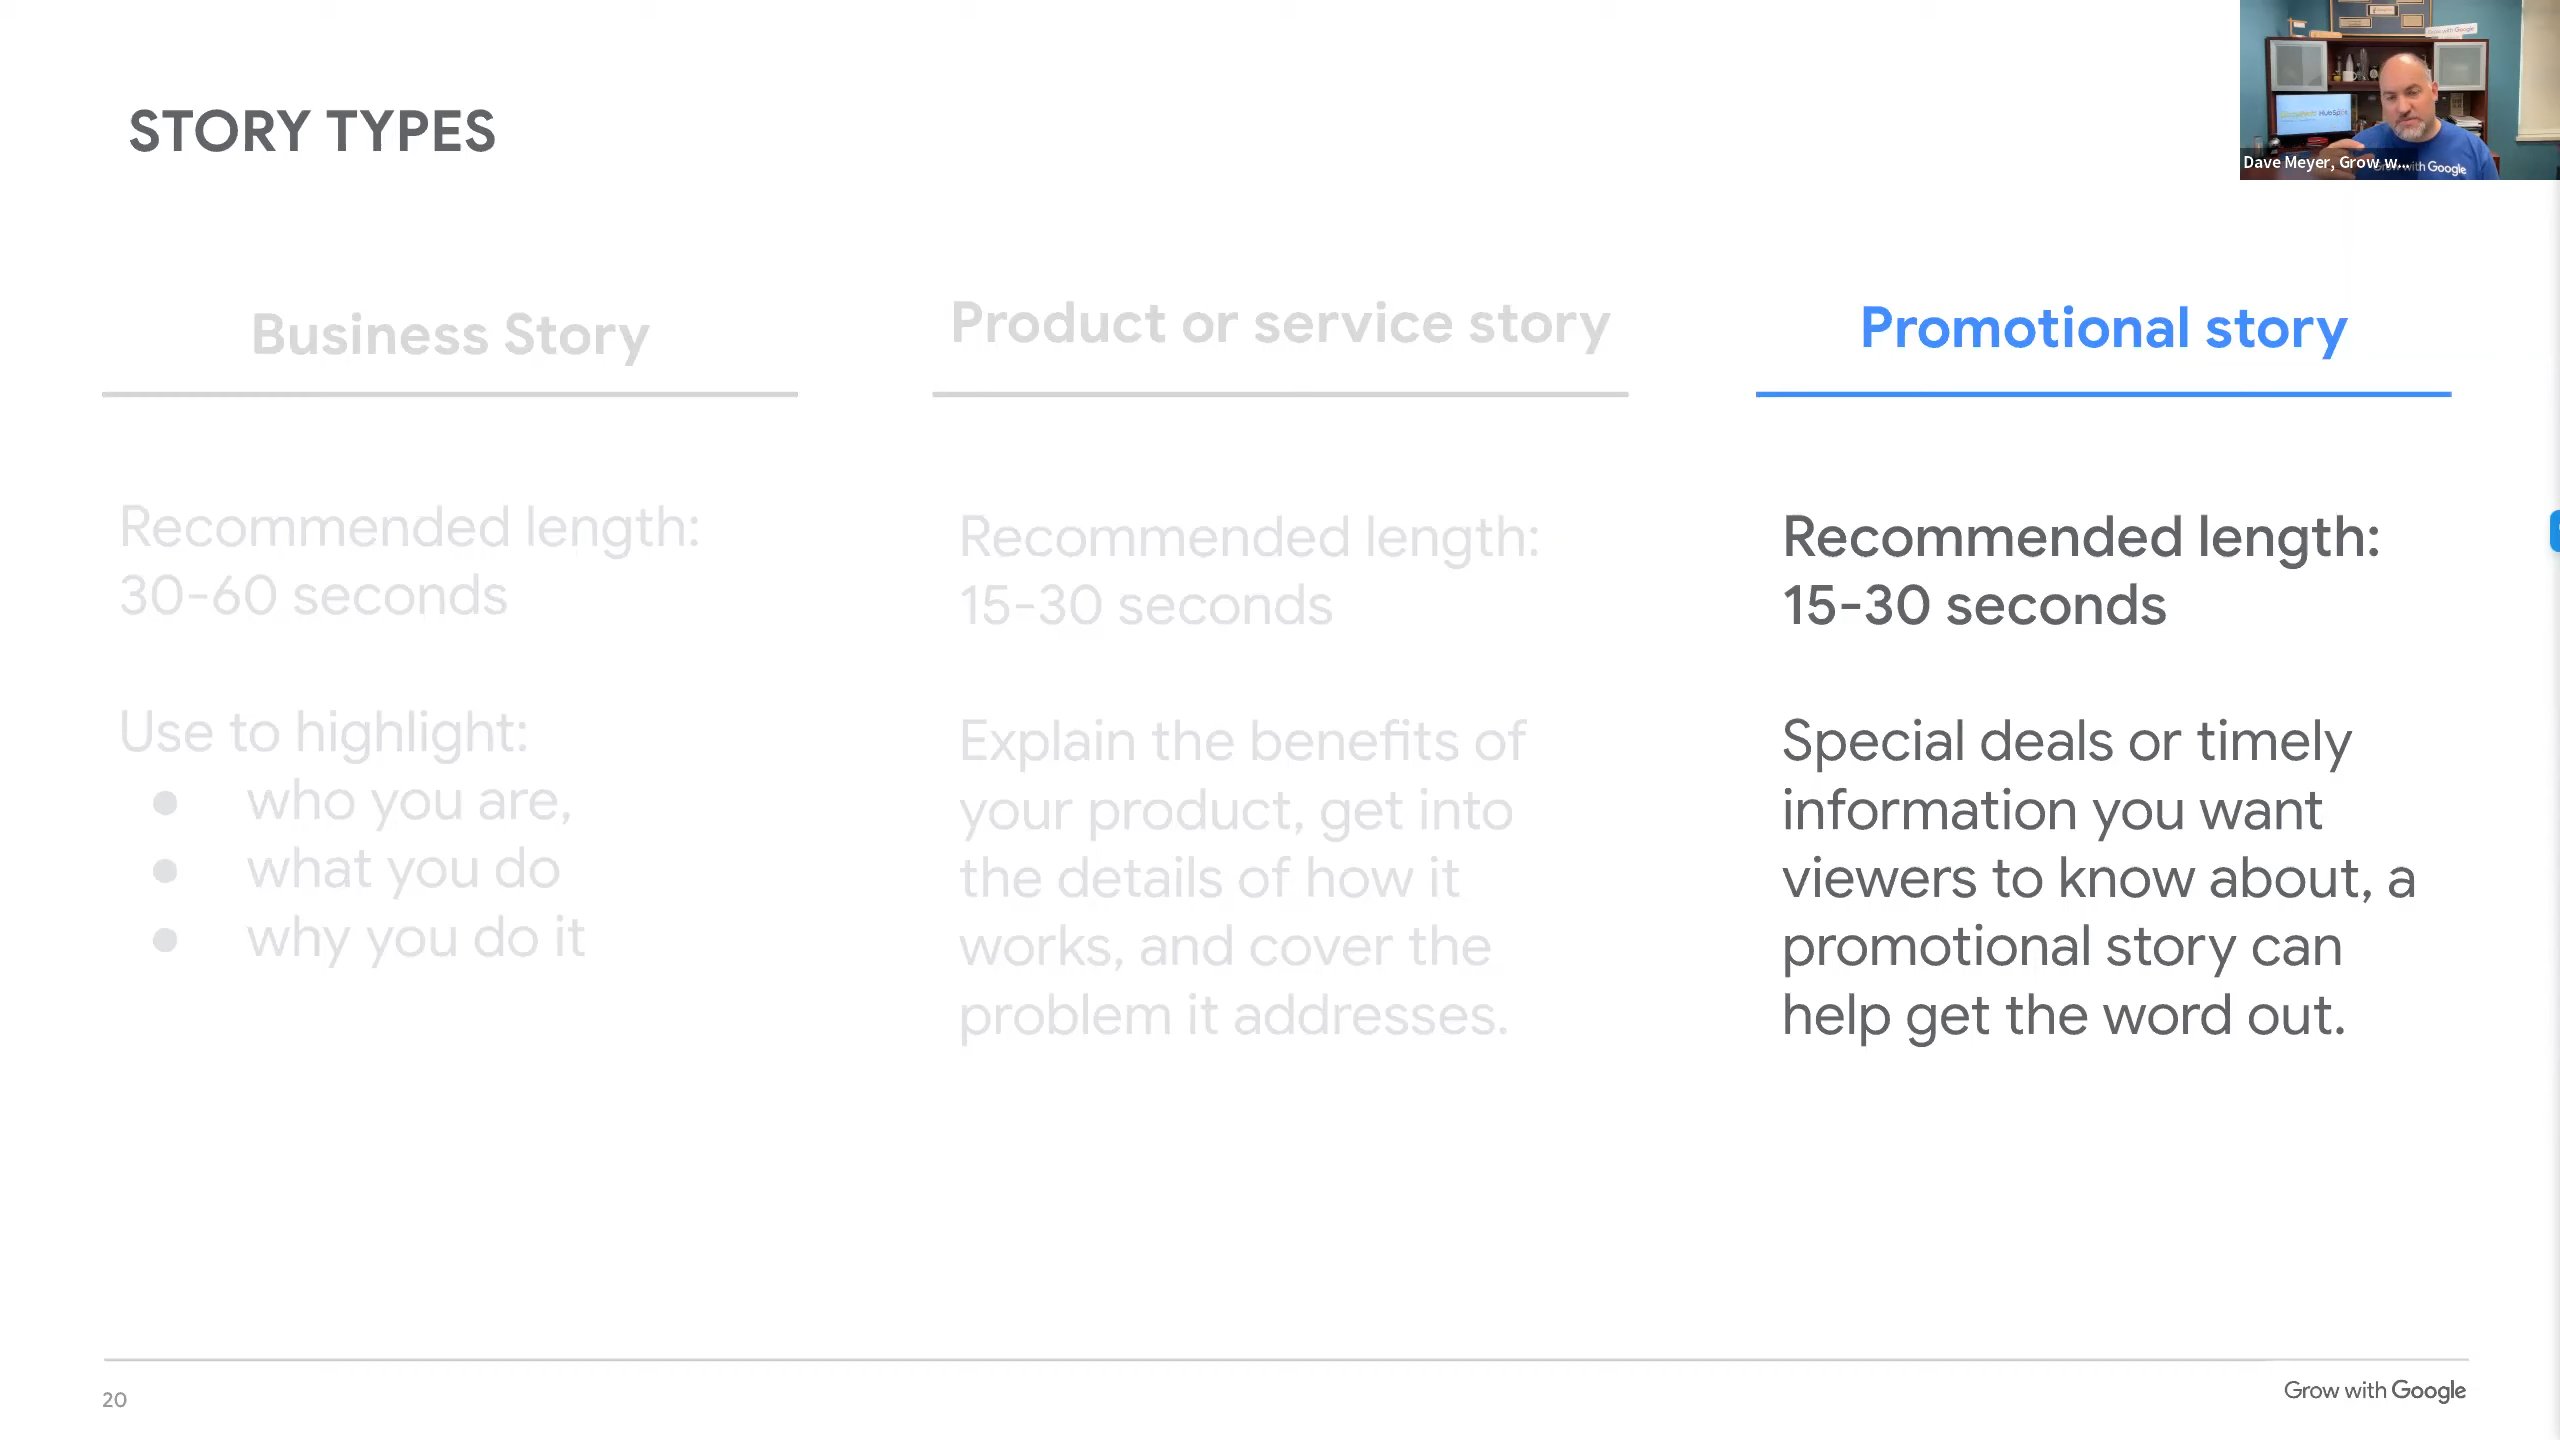 STORY TYPES
Dave Meyer, Grow w...
with Google
HubSpot
Business Story
Recommended length:
30-60 seconds
Use to highlight:
● who you are,
● what you do
● why you do it
Product or service story
Recommended length:
15-30 seconds
Explain the benefits of
your product, get into
the details of how it
works, and cover the
problem it addresses.
Promotional story
Recommended length:
15-30 seconds
Special deals or timely
information you want
viewers to know about, a
promotional story can
help get the word out.
20
Grow with Google